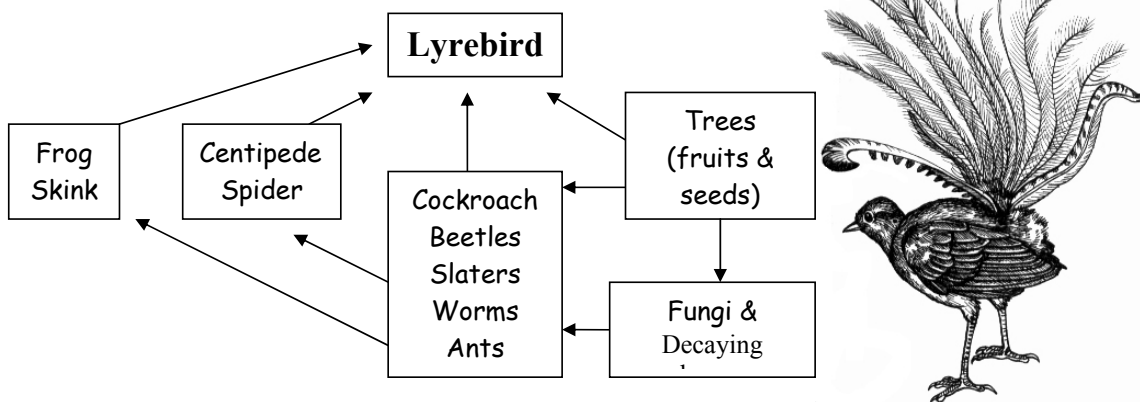 Lyrebird
Frog
Skink
Centipede
Spider
Cockroach
Beetles
Slaters
Worms
Ants
Trees
(fruits &
seeds)
Fungi &
Decaying